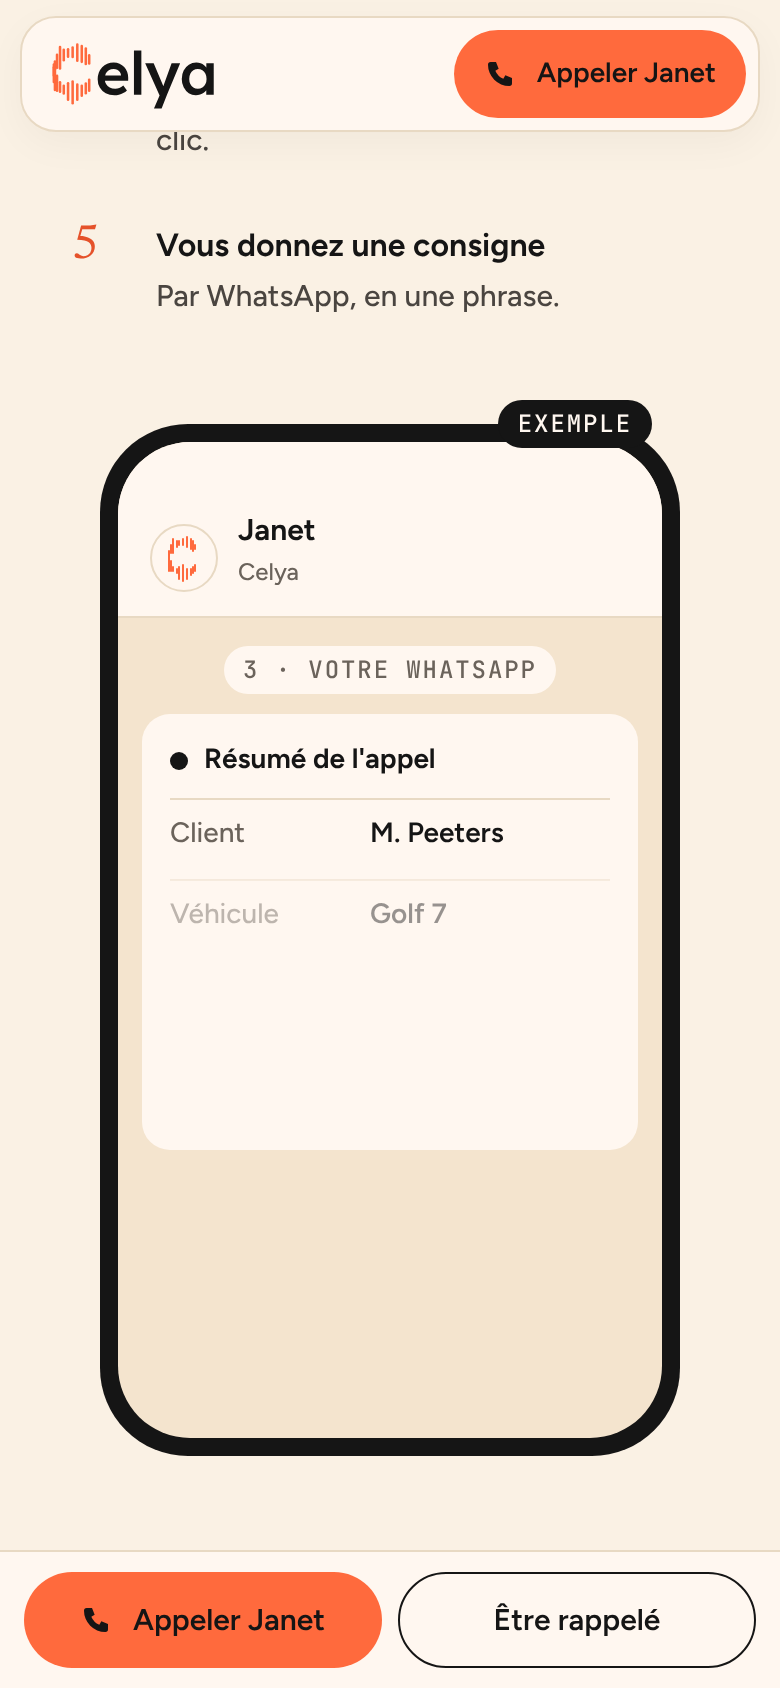 Celya
Appeler Janet
clic.
5
Vous donnez une consigne
Par WhatsApp, en une phrase.
EXEMPLE
Janet
Celya
3 · VOTRE WHATSAPP
Résumé de l'appel
Client M. Peeters
Véhicule Golf 7
Appeler Janet
Être rappelé